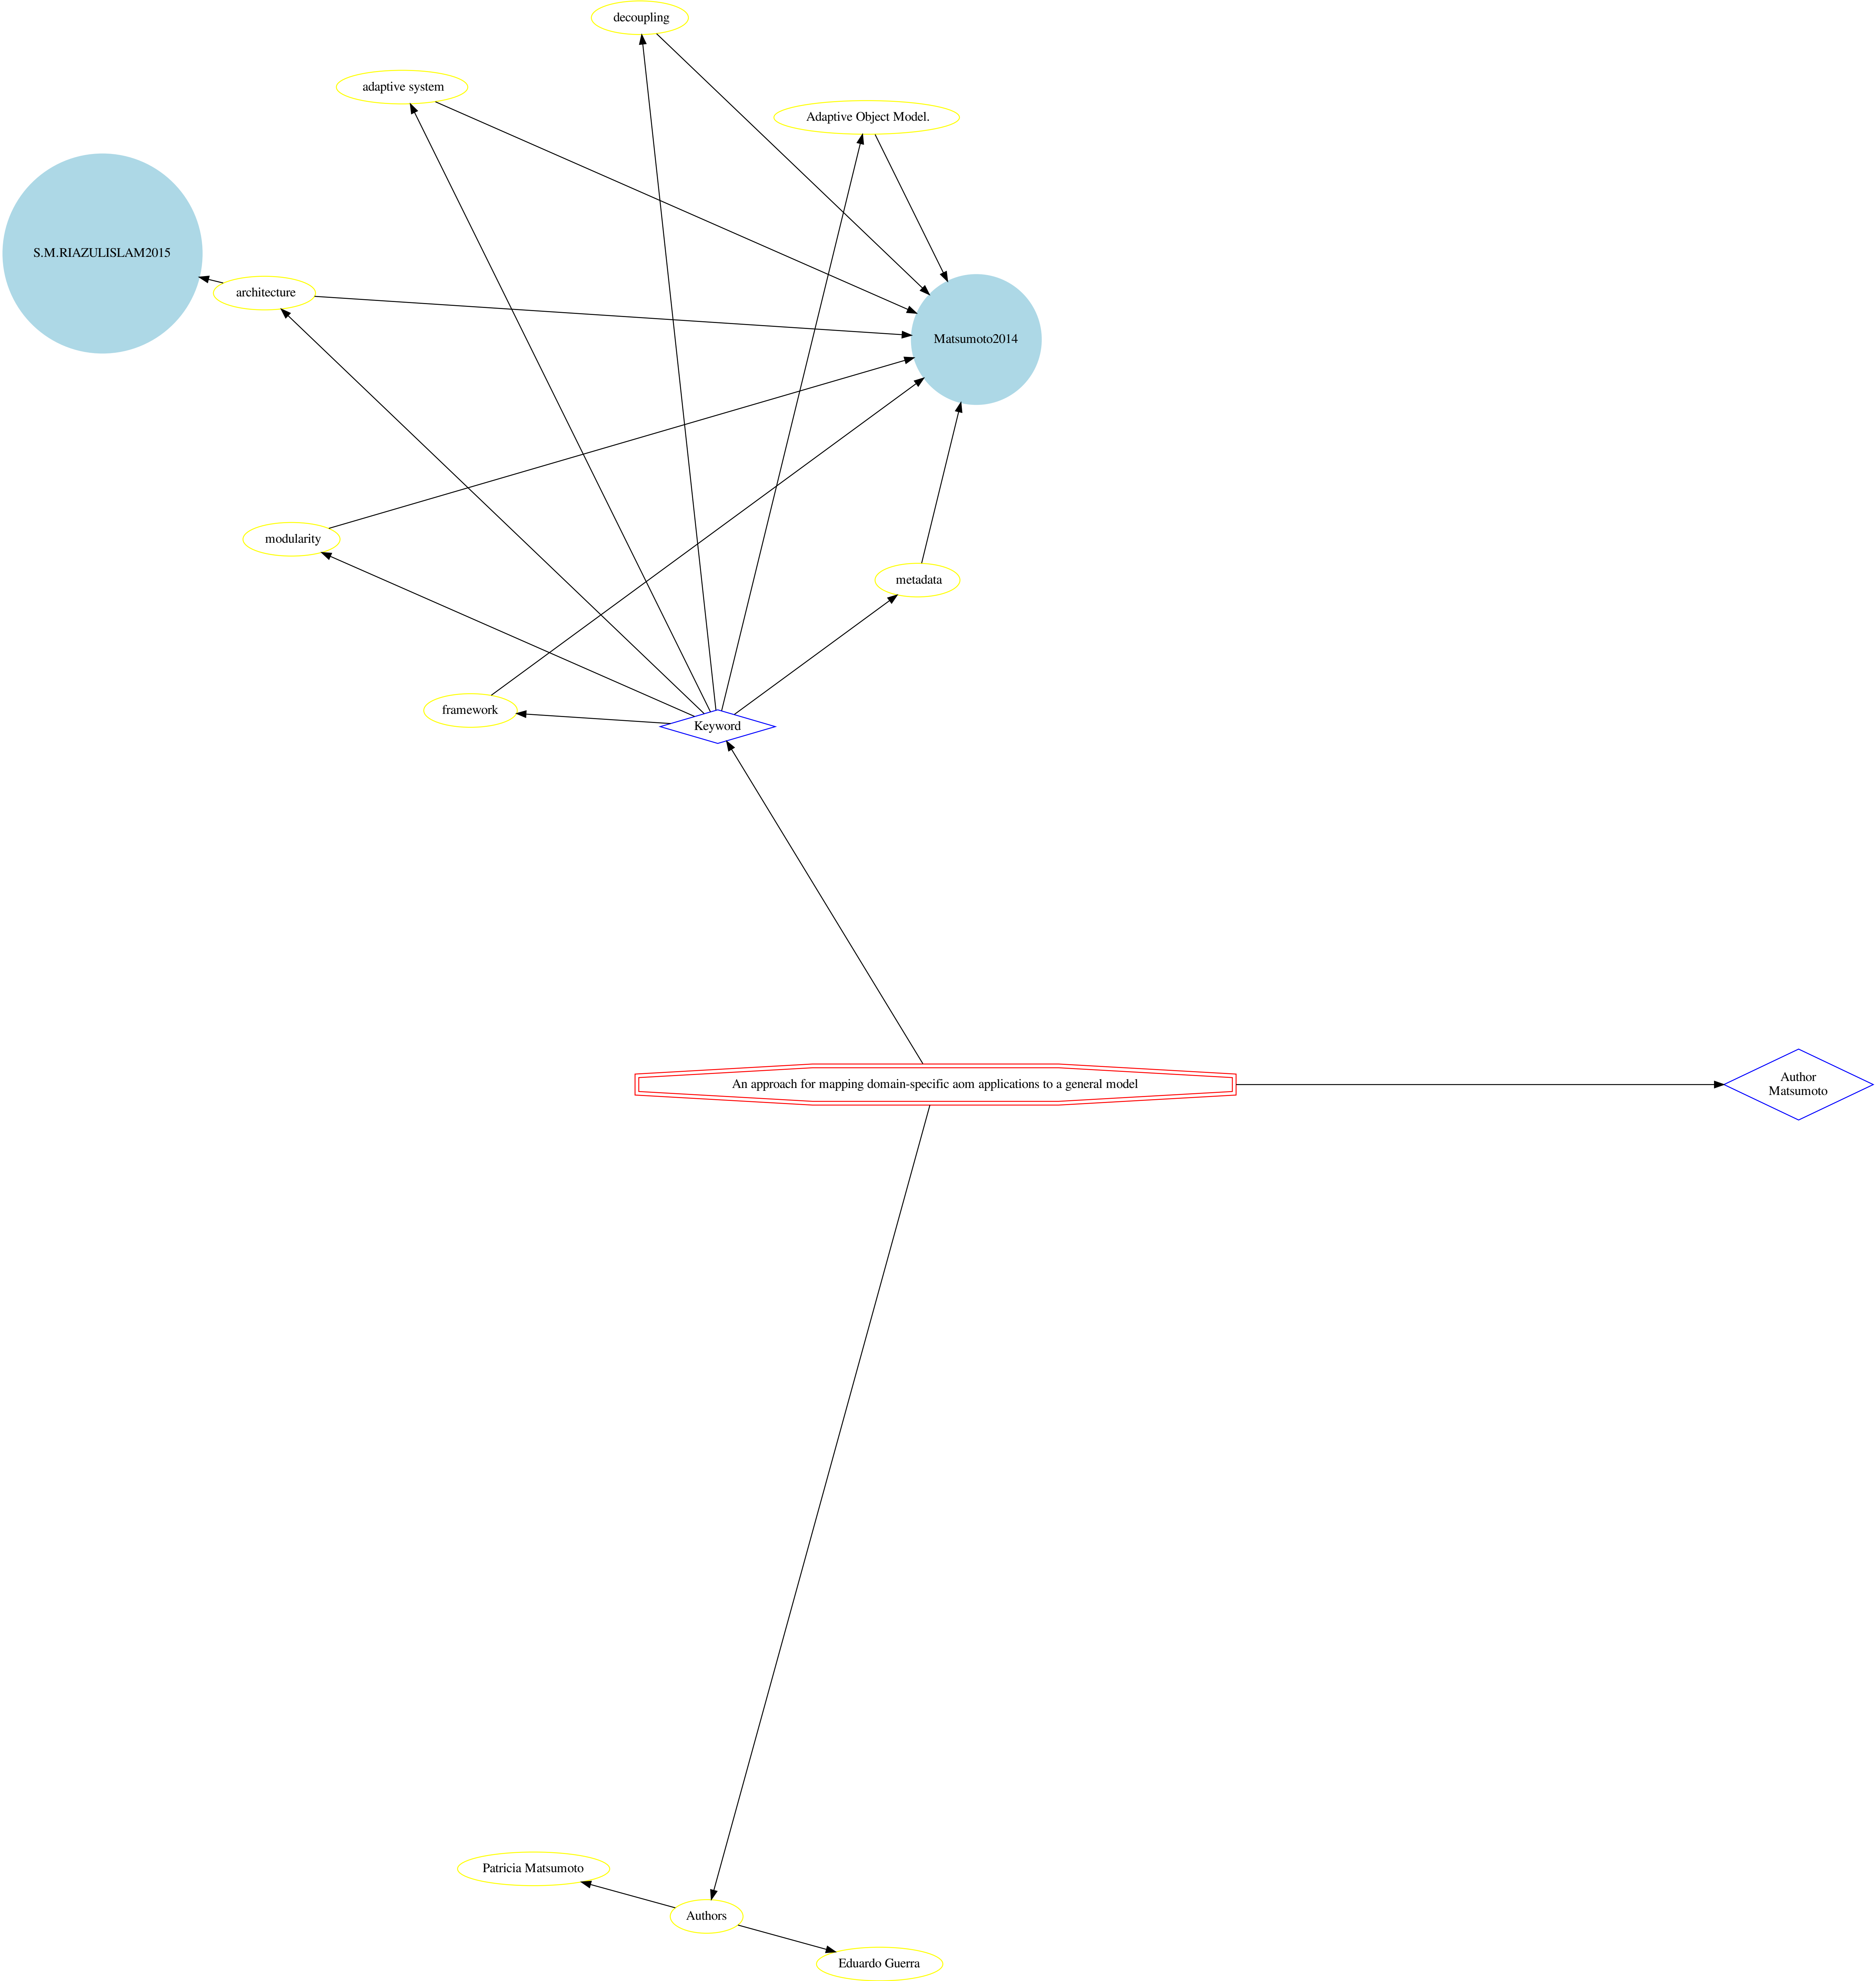 decoupling
adaptive system
Adaptive Object Model.
S.M.RIAZULISLAM2015
architecture
Matsumoto2014
modularity
metadata
framework
Keyword
An approach for mapping domain-specific aom applications to a general model
Author
Matsumoto
Patricia Matsumoto
Authors
Eduardo Guerra